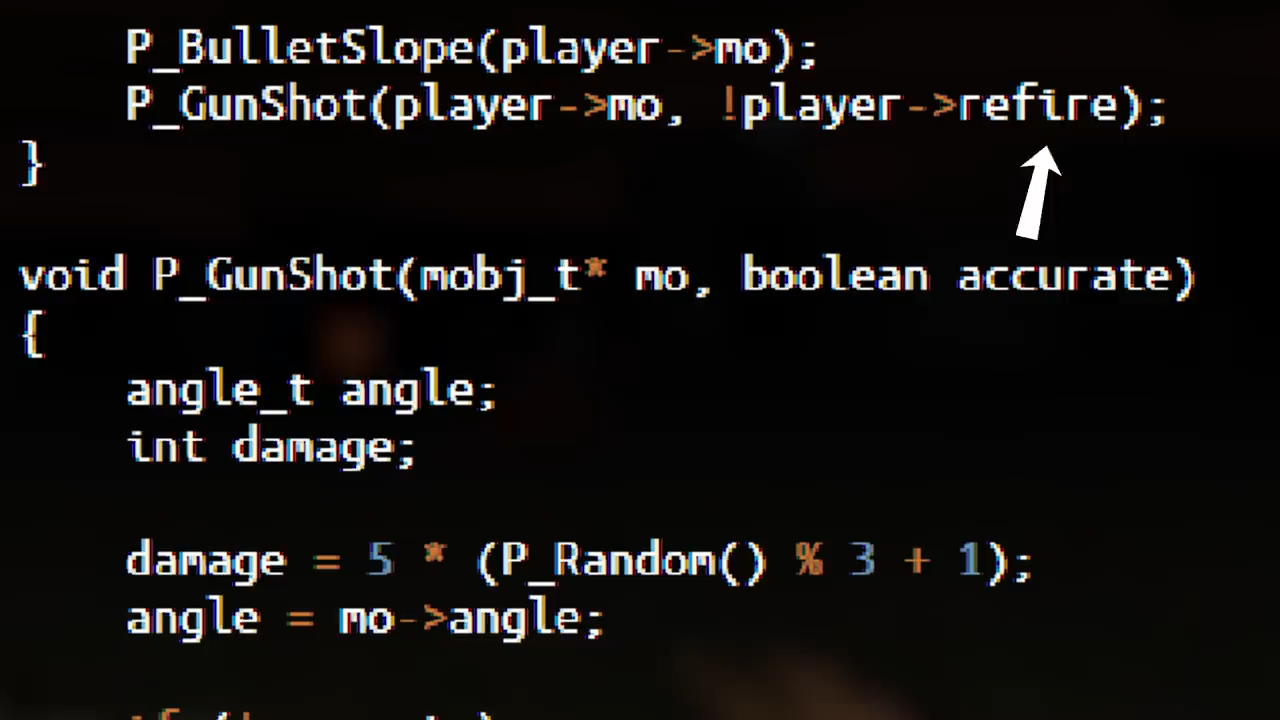 P_BulletSlope(player->mo);
P_GunShot(player->mo, !player->refire);
}
void P_GunShot(mobj_t* mo, boolean accurate)
{
angle_t angle;
int damage;
damage = 5 * (P_Random() % 3 + 1);
angle = mo->angle;